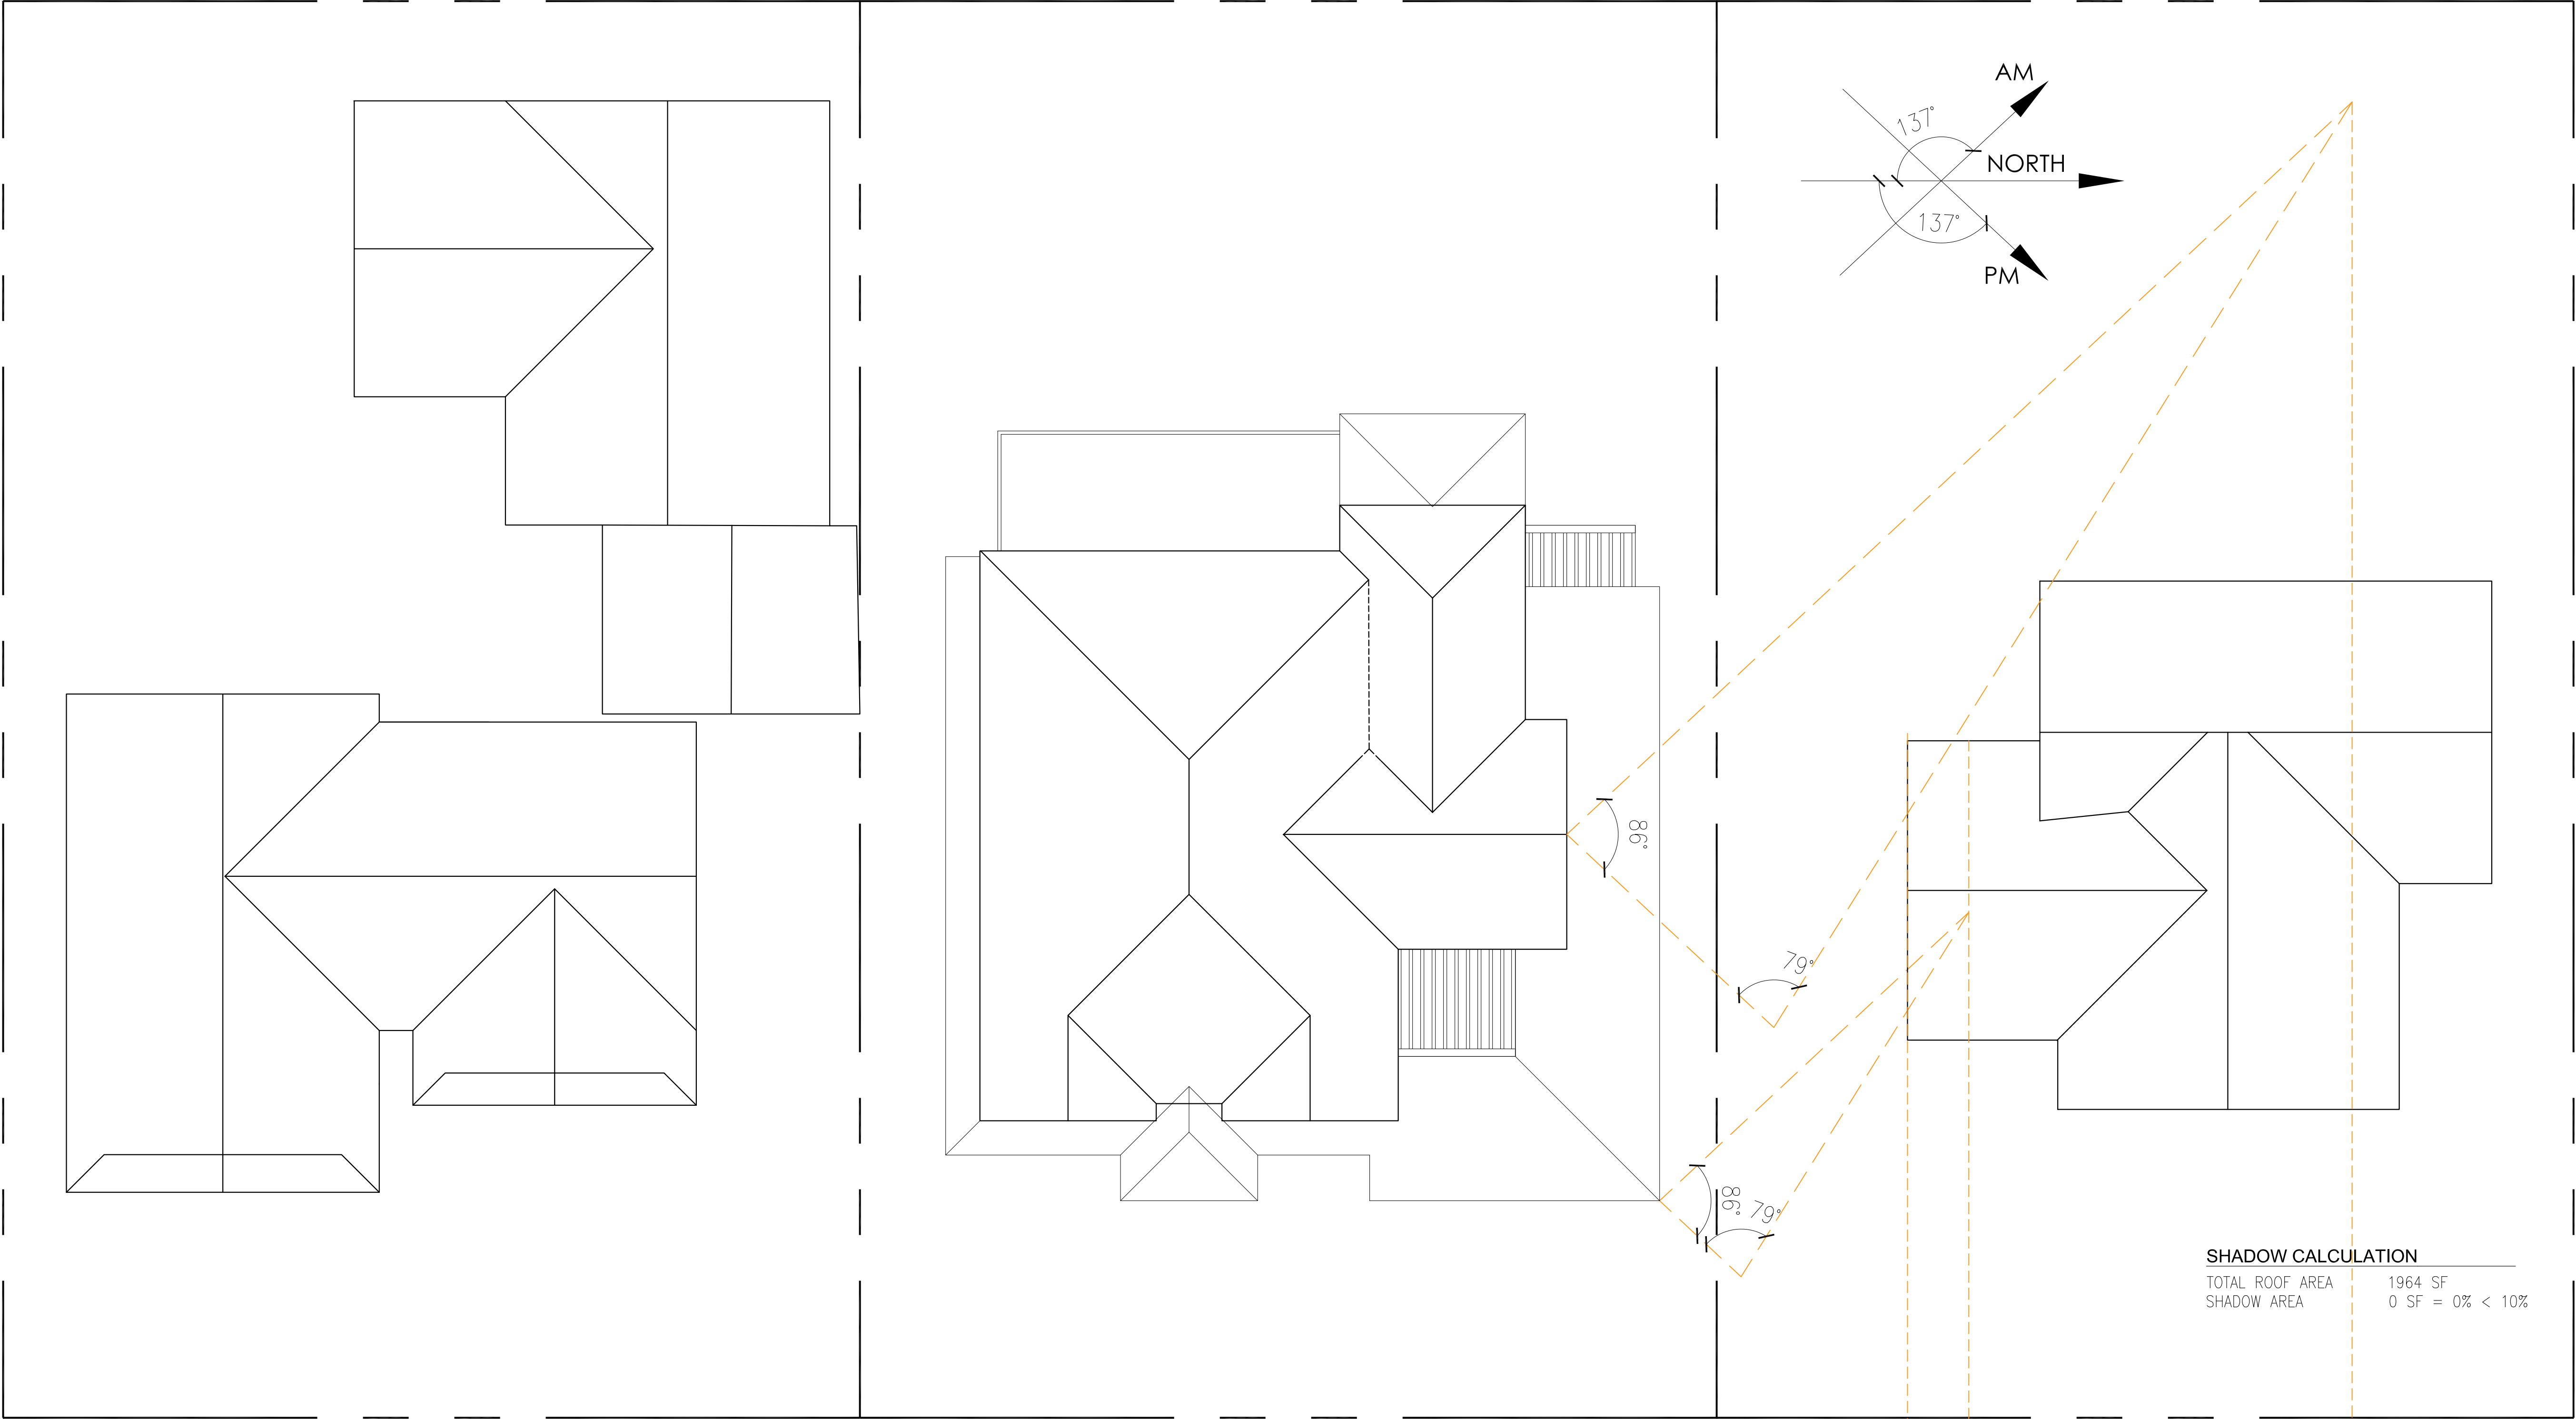 AM
137°
NORTH
137°
PM
86°
79°
86°
79°
SHADOW CALCULATION
TOTAL ROOF AREA 1964 SF
SHADOW AREA 0 SF = 0% < 10%